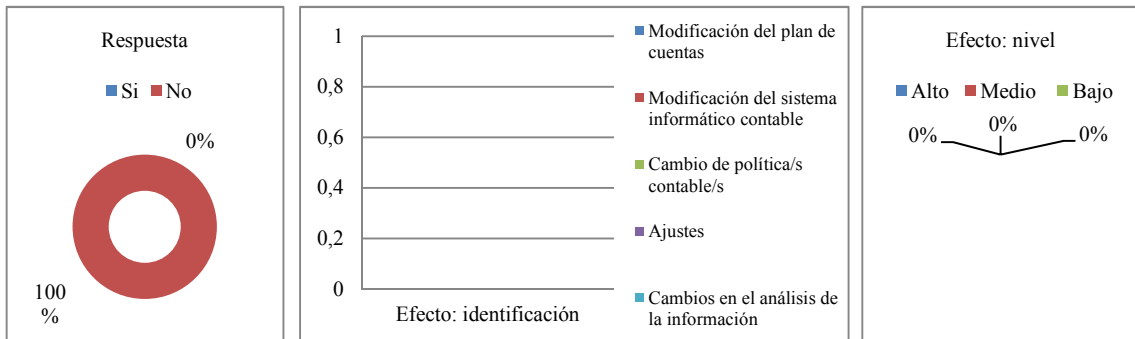 Respuesta
Si No
0%
100
%
1
0,8
0,6
0,4
0,2
0
Efecto: identificación
Modificación del plan de
cuentas
Modificación del sistema
informático contable
Cambio de política/s
contable/s
Ajustes
Cambios en el análisis de
la información
Efecto: nivel
Alto Medio Bajo
0% 0% 0%